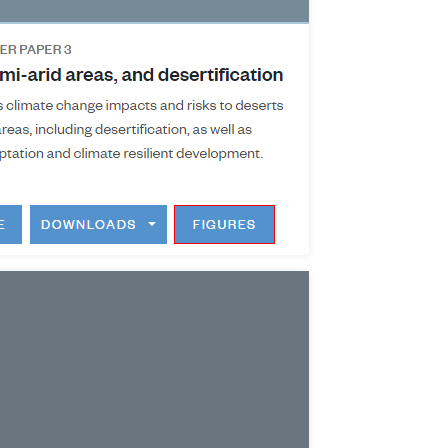 ER PAPER 3
mi-arid areas, and desertification
s climate change impacts and risks to deserts
reas, including desertification, as well as
ptation and climate resilient development.
E DOWNLOADS FIGURES